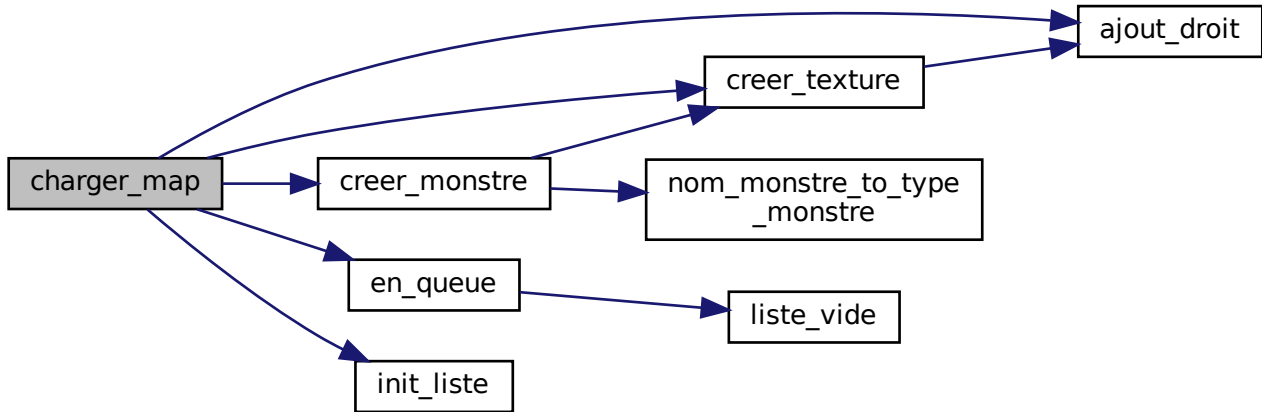 ajout_droit
creer_texture
charger_map
creer_monstre
nom_monstre_to_type
_monstre
en_queue
liste_vide
init_liste